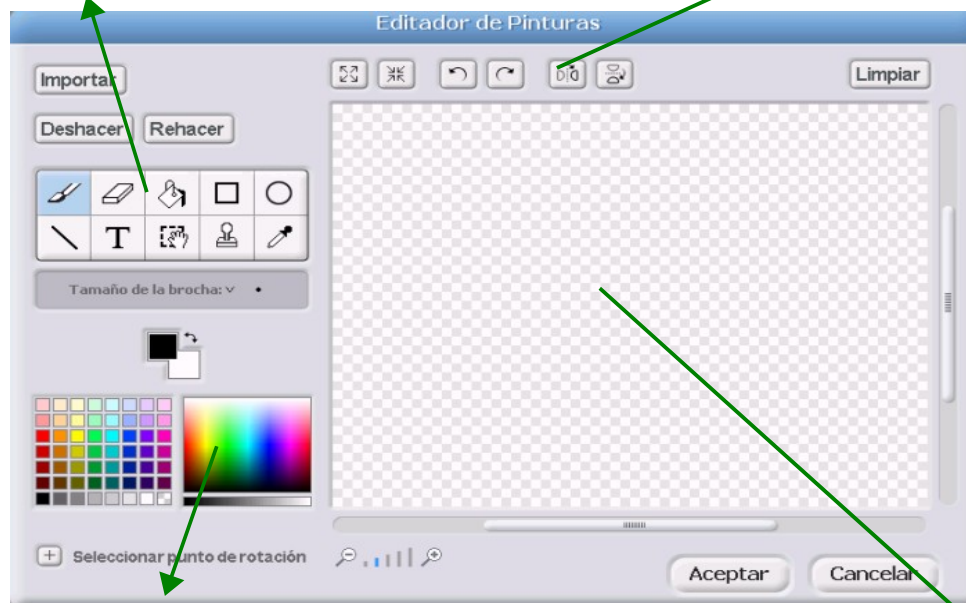 Editador de Pinturas
Importar
Limpiar
Deshacer Rehacer
T
Tamaño de la brocha:
Seleccionar punto de rotación
Aceptar Cancelar